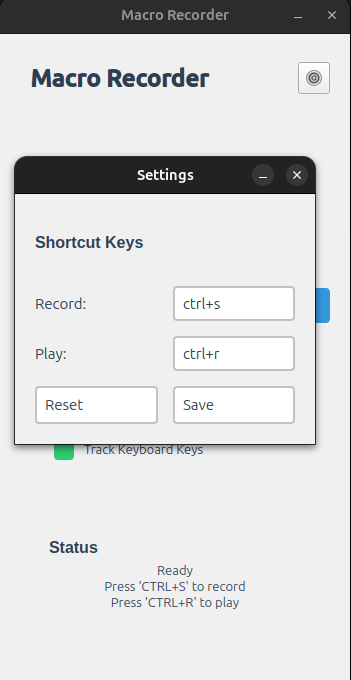 Macro Recorder
Macro Recorder
Settings
Shortcut Keys
Record: ctrl+s
Play: ctrl+r
Reset Save
Track Keyboard Keys
Status
Ready
Press 'CTRL+S' to record
Press 'CTRL+R' to play